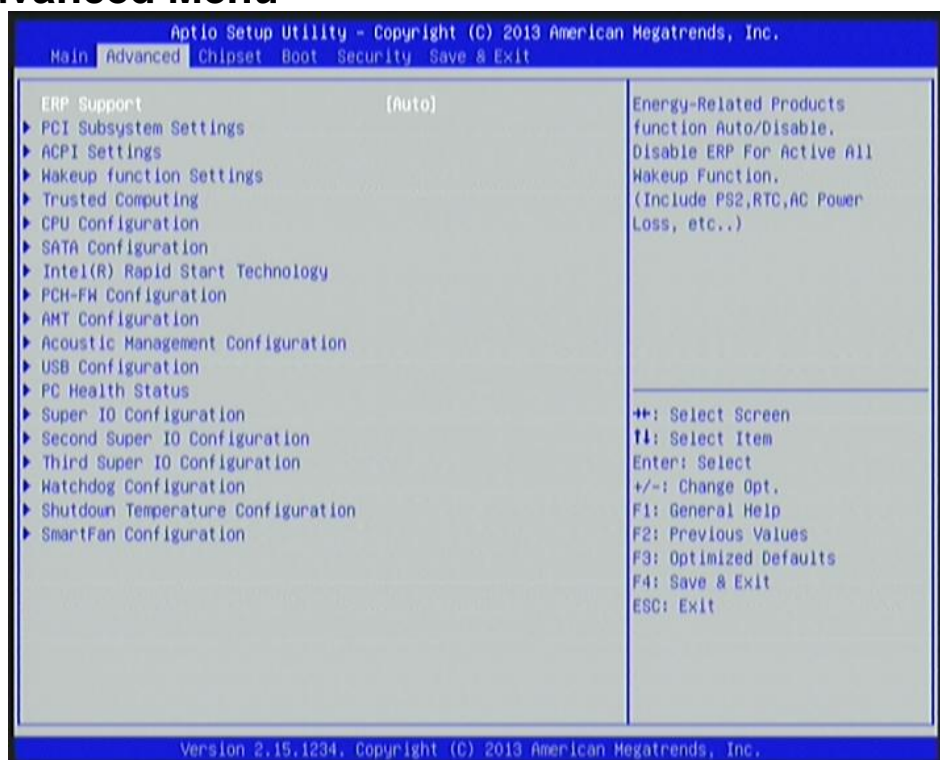 Aptio Setup Utility - Copyright (C) 2013 American Megatrends, Inc.
Main Advanced Chipset Boot Security Save & Exit
ERP Support [Auto]
PCI Subsystem Settings
ACPI Settings
Wakeup function Settings
Trusted Computing
CPU Configuration
SATA Configuration
Intel(R) Rapid Start Technology
PCH-FW Configuration
AMT Configuration
Acoustic Management Configuration
USB Configuration
PC Health Status
Super IO Configuration
Second Super IO Configuration
Third Super IO Configuration
Watchdog Configuration
Shutdown Temperature Configuration
SmartFan Configuration
Energy-Related Products
function Auto/Disable.
Disable ERP For Active All
Wakeup Function.
(Include PS2,RTC,AC Power
Loss, etc..)
→←: Select Screen
↑↓: Select Item
Enter: Select
+/-: Change Opt.
F1: General Help
F2: Previous Values
F3: Optimized Defaults
F4: Save & Exit
ESC: Exit
Version 2.15.1234. Copyright (C) 2013 American Megatrends, Inc.